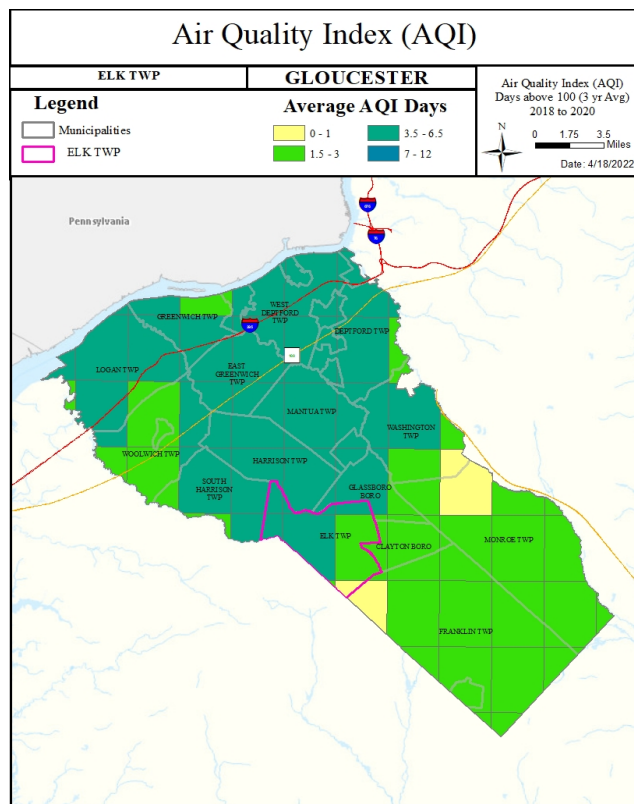 Air Quality Index (AQI)
ELK TWP
GLOUCESTER
Legend
Municipalities
ELK TWP
Average AQI Days
0 - 1
3.5 - 6.5
1.5 - 3
7 - 12
Air Quality Index (AQI)
Days above 100 (3 yr Avg)
2018 to 2020
N
0 1.75 3.5
Miles
Date: 4/18/2022
Pennsylvania
GREENWICH TWP
WEST
DEPTFORD
TWP
DEPTFORD TWP
LOGAN TWP
EAST
GREENWICH
TWP
MANTUA TWP
WASHINGTON
TWP
WOOLWICH TWP
HARRISON TWP
SOUTH
HARRISON
TWP
GLASSBORO
BORO
ELK TWP
CLAYTON BORO
MONROE TWP
FRANKLIN TWP